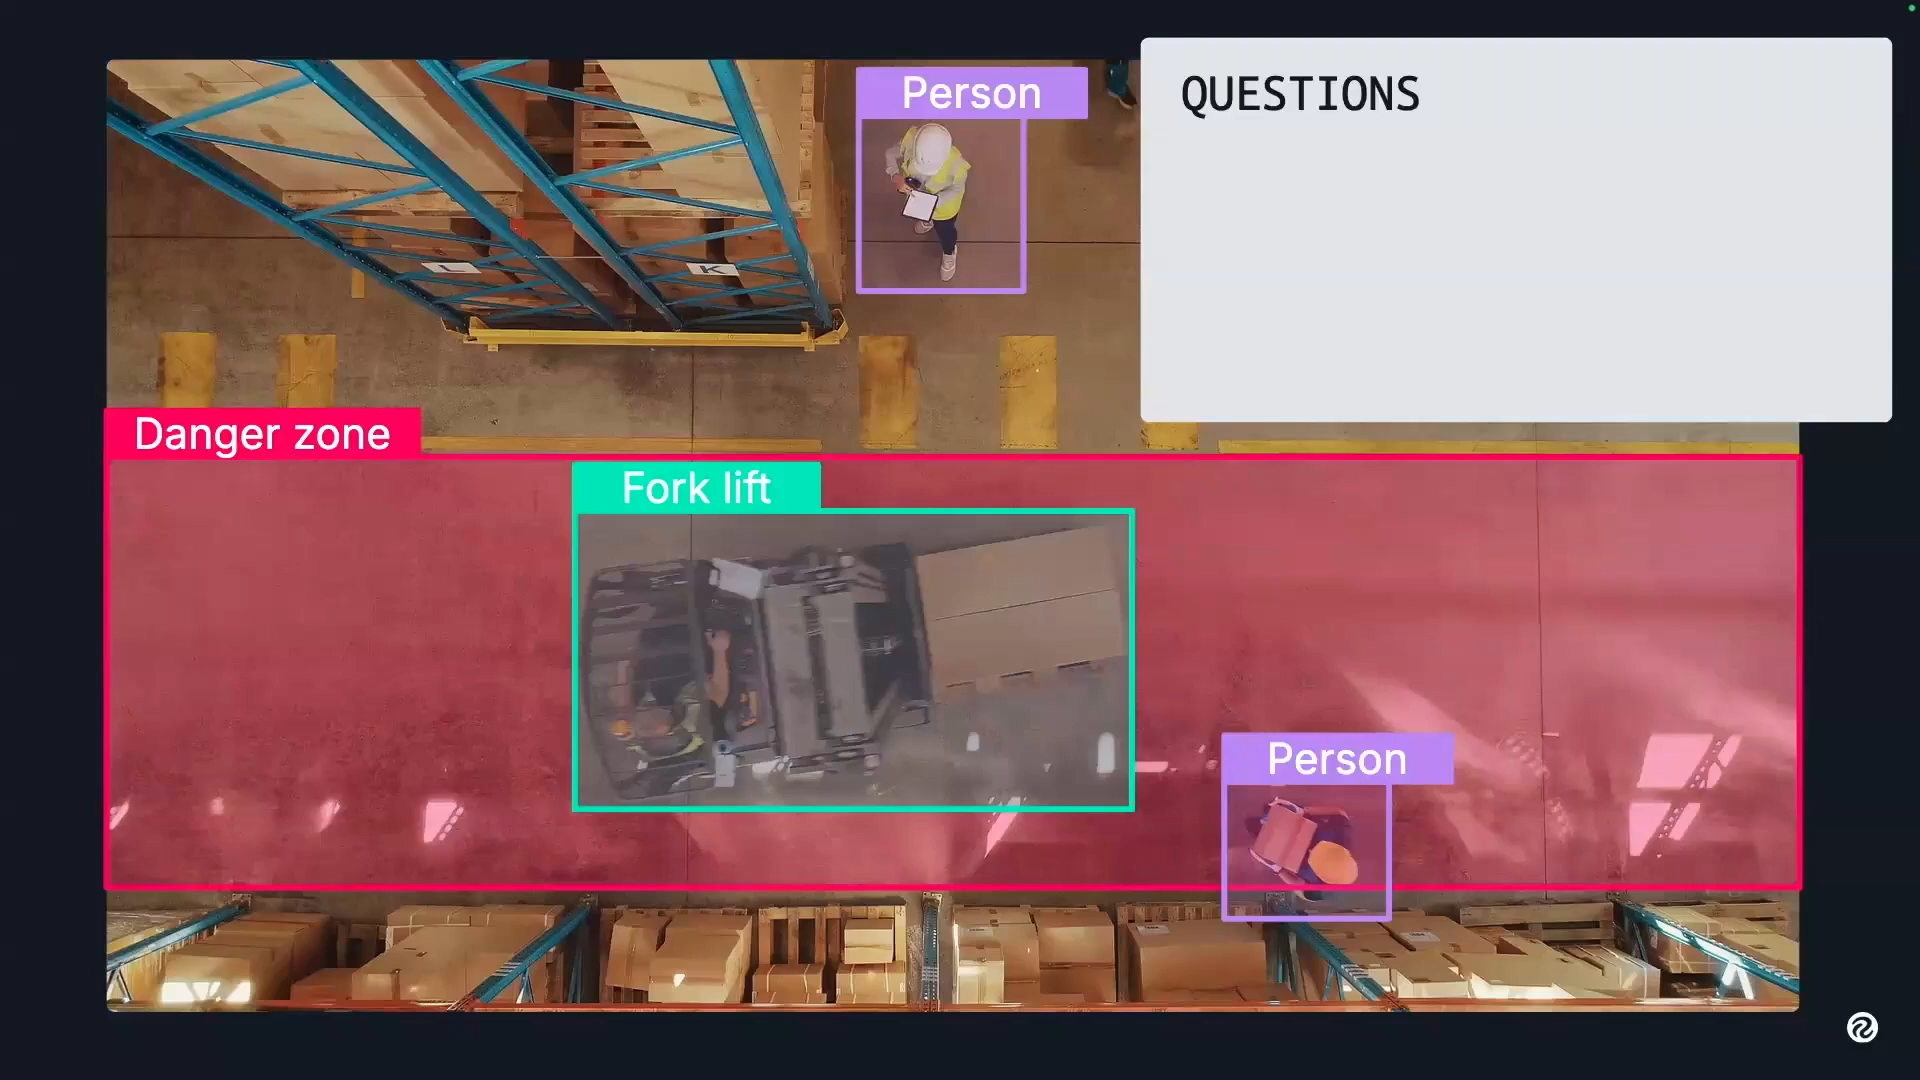 Person
QUESTIONS
L
K
Danger zone
Fork lift
Person